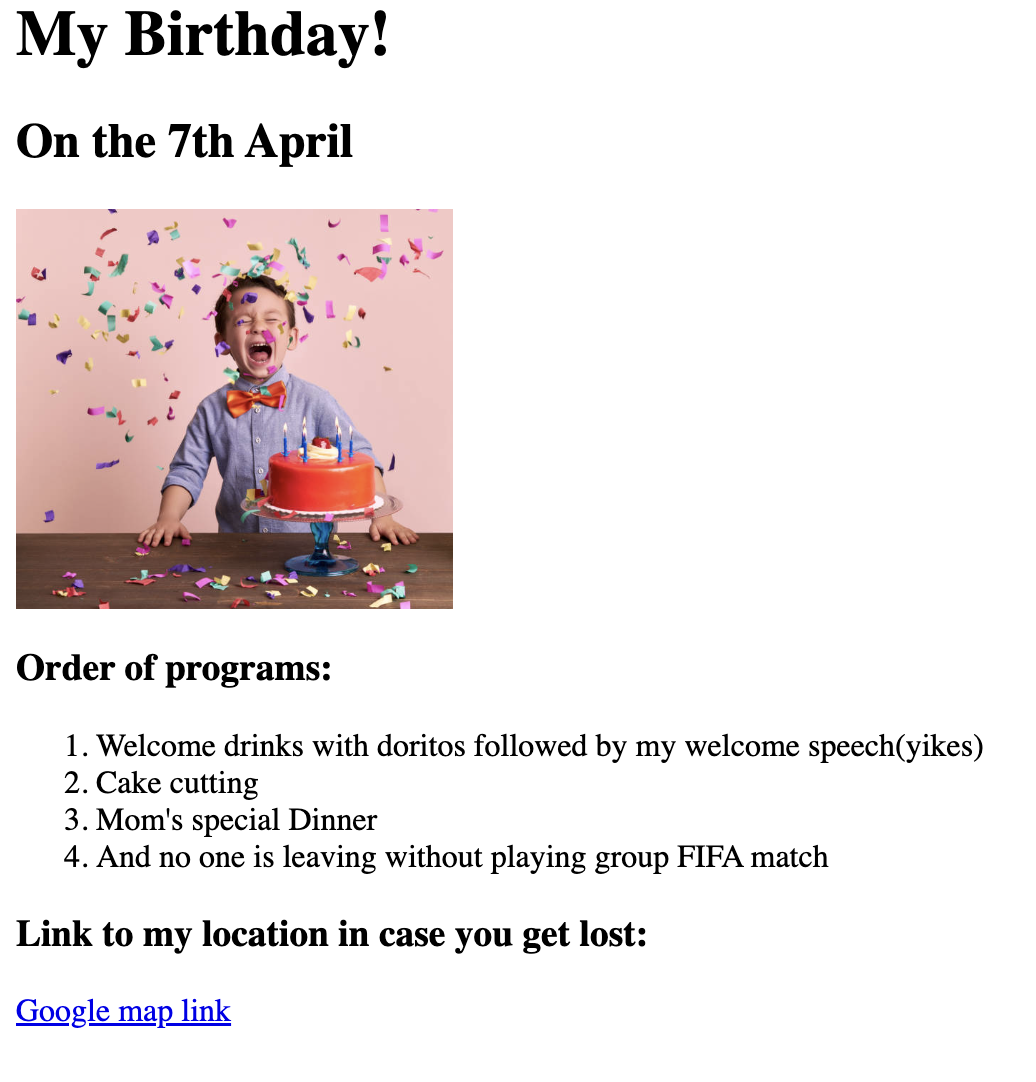 My Birthday!
On the 7th April
Order of programs:
1. Welcome drinks with doritos followed by my welcome speech(yikes)
2. Cake cutting
3. Mom's special Dinner
4. And no one is leaving without playing group FIFA match
Link to my location in case you get lost:
Google map link